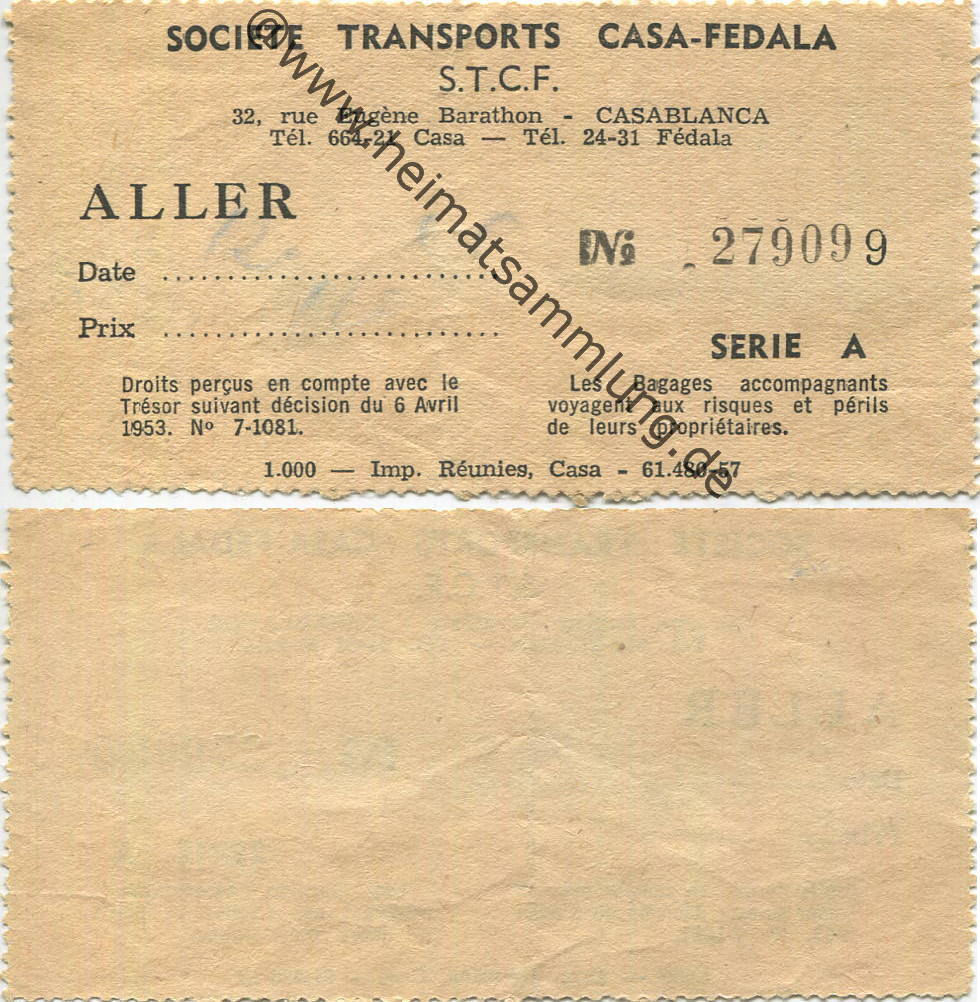 SOCIETE TRANSPORTS CASA-FEDALA
S.T.C.F.
32, rue Eugène Barathon - CASABLANCA
Tél. 664-21 Casa — Tél. 24-31 Fédala
ALLER
Nº 279099
Date ..........................
Prix ..........................
SERIE A
Droits perçus en compte avec le
Trésor suivant décision du 6 Avril
1953. Nº 7-1081.
Les Bagages accompagnants
voyagent aux risques et périls
de leurs propriétaires.
1.000 — Imp. Réunies, Casa - 61.480-57
©www.heimatsammlung.de